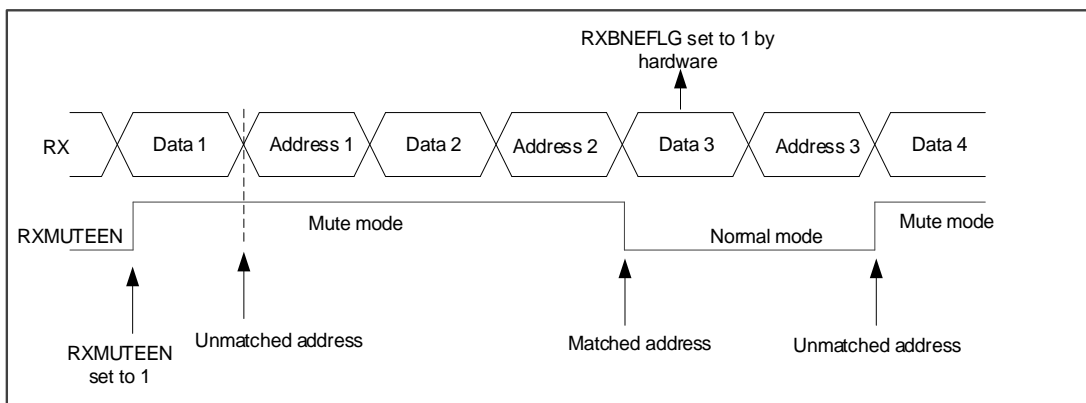 RXBNEFLG set to 1 by
hardware
RX
Data 1
Address 1
Data 2
Address 2
Data 3
Address 3
Data 4
RXMUTEEN
Mute mode
Normal mode
Mute mode
RXMUTEEN
set to 1
Unmatched address
Matched address
Unmatched address